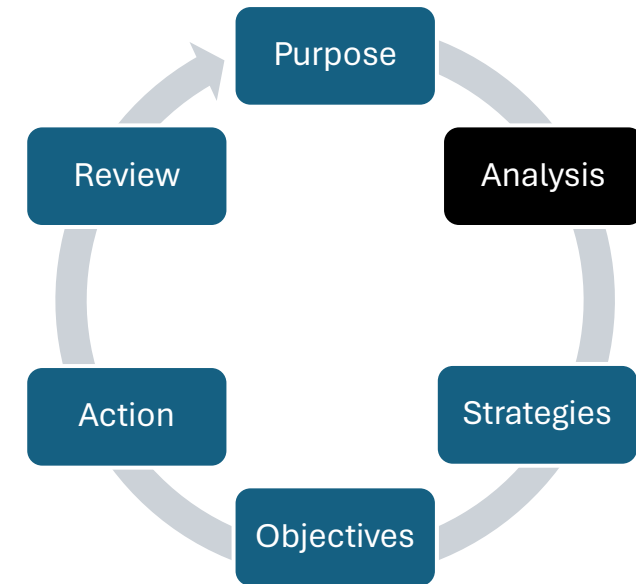 Purpose
Analysis
Strategies
Objectives
Action
Review